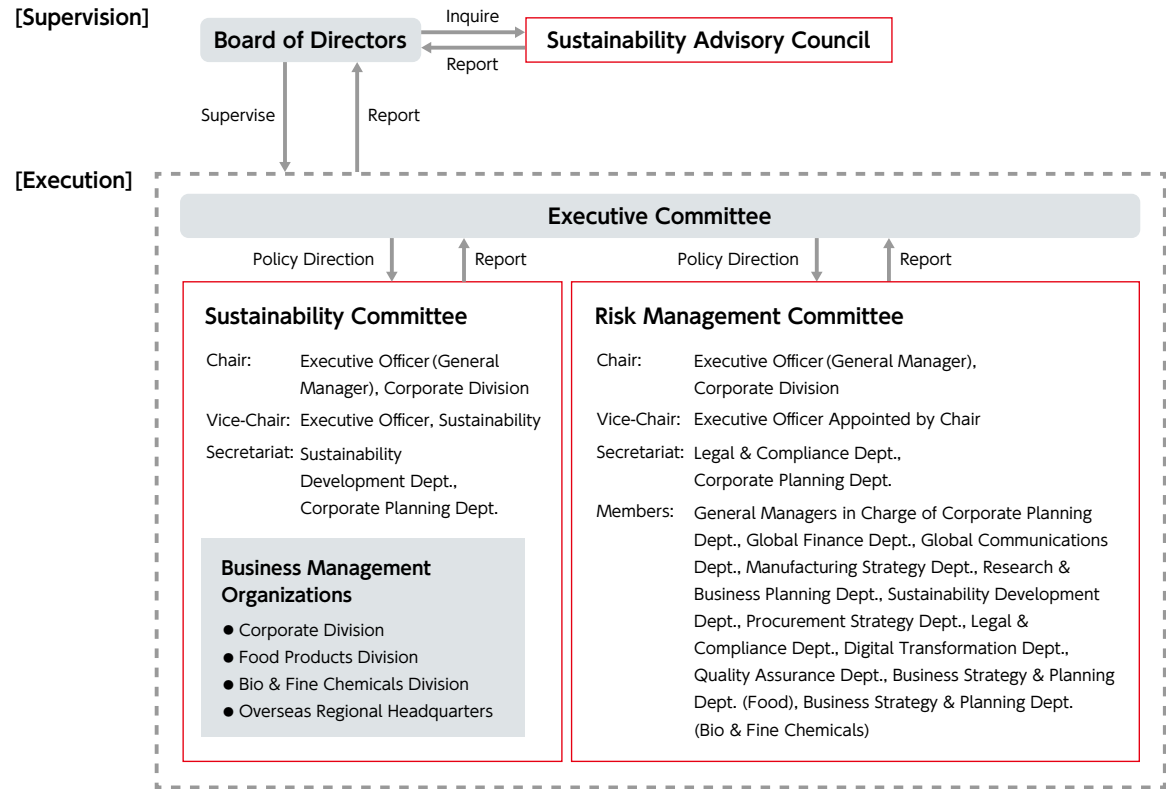 [Supervision]
Board of Directors
Inquire
Report
Sustainability Advisory Council
Supervise
Report
[Execution]
Executive Committee
Policy Direction
Report
Policy Direction
Report
Sustainability Committee
Chair: Executive Officer (General
Manager), Corporate Division
Vice-Chair: Executive Officer, Sustainability
Secretariat: Sustainability
Development Dept.,
Corporate Planning Dept.
Business Management
Organizations
● Corporate Division
● Food Products Division
● Bio & Fine Chemicals Division
● Overseas Regional Headquarters
Risk Management Committee
Chair: Executive Officer (General Manager),
Corporate Division
Vice-Chair: Executive Officer Appointed by Chair
Secretariat: Legal & Compliance Dept.,
Corporate Planning Dept.
Members: General Managers in Charge of Corporate Planning
Dept., Global Finance Dept., Global Communications
Dept., Manufacturing Strategy Dept., Research &
Business Planning Dept., Sustainability Development
Dept., Procurement Strategy Dept., Legal &
Compliance Dept., Digital Transformation Dept.,
Quality Assurance Dept., Business Strategy & Planning
Dept. (Food), Business Strategy & Planning Dept.
(Bio & Fine Chemicals)